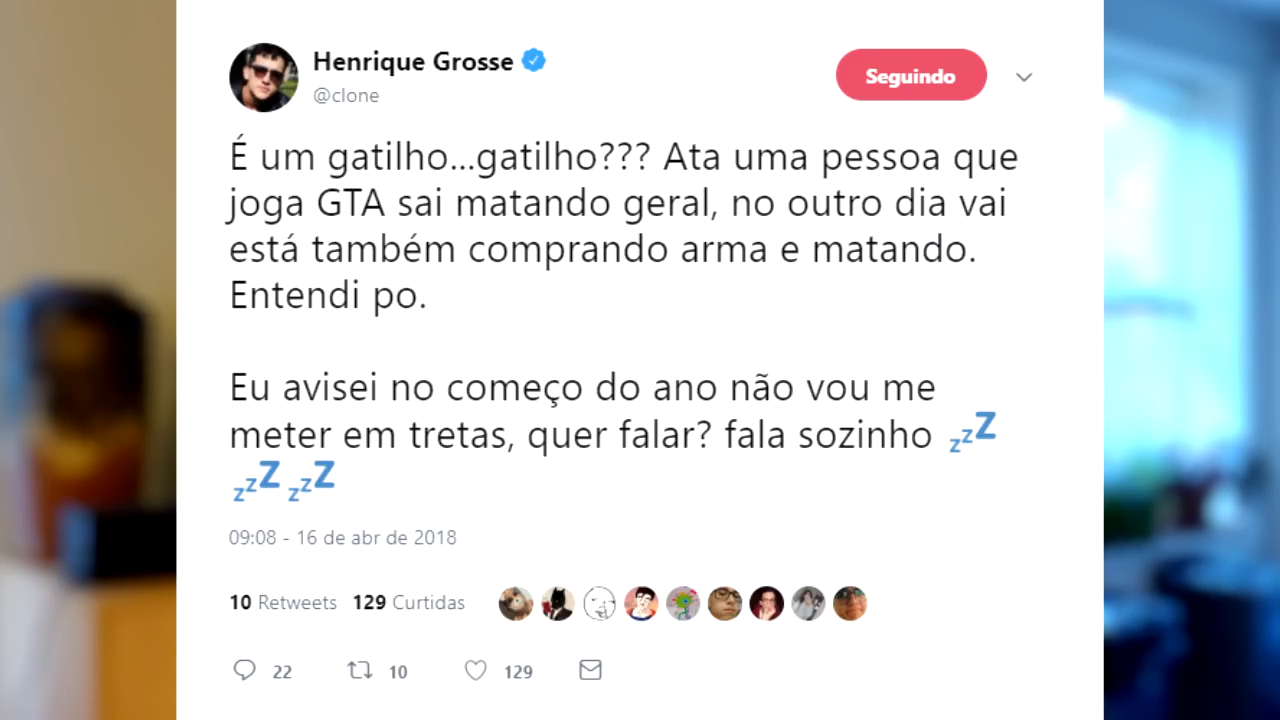 Henrique Grosse
@clone
Seguindo
É um gatilho...gatilho??? Ata uma pessoa que
joga GTA sai matando geral, no outro dia vai
está também comprando arma e matando.
Entendi po.
Eu avisei no começo do ano não vou me
meter em tretas, quer falar? fala sozinho 💤
💤💤
09:08 - 16 de abr de 2018
10 Retweets 129 Curtidas
22 10 129